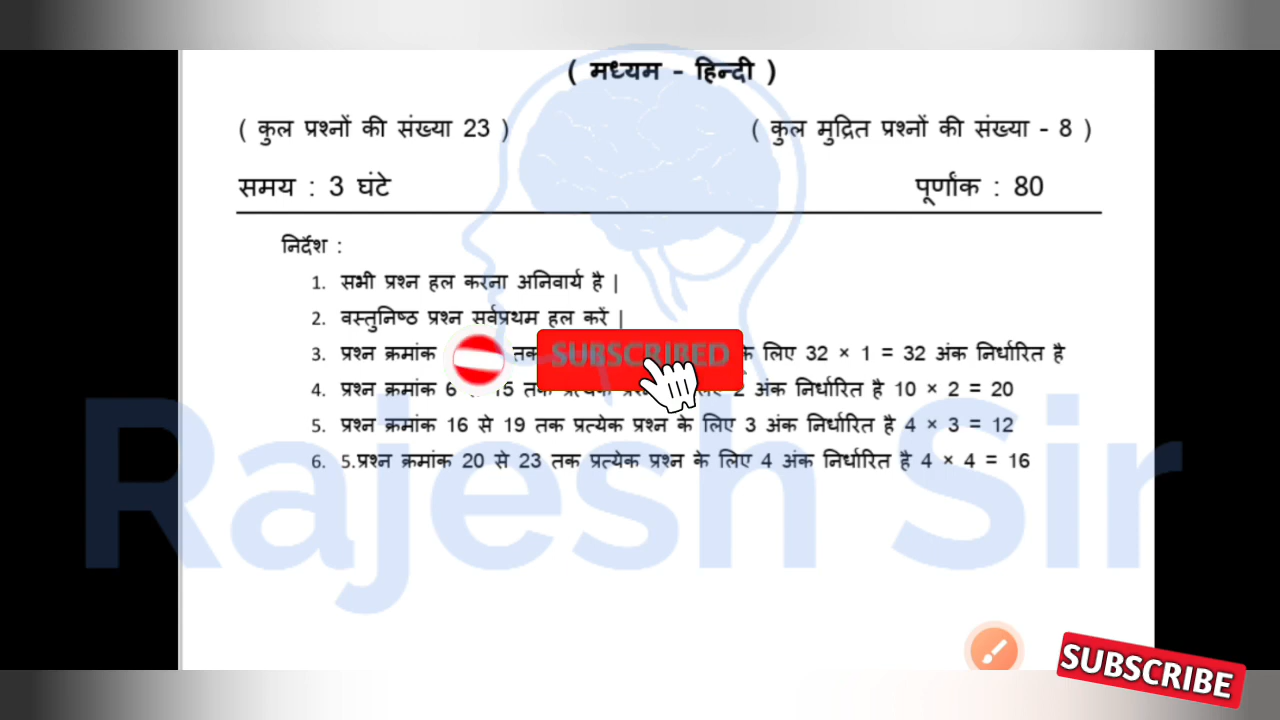 ( मध्यम - हिन्दी )
( कुल प्रश्नों की संख्या 23 ) ( कुल मुद्रित प्रश्नों की संख्या - 8 )
समय : 3 घंटे पूर्णांक : 80
निर्देश :
1. सभी प्रश्न हल करना अनिवार्य है |
2. वस्तुनिष्ठ प्रश्न सर्वप्रथम हल करें |
3. प्रश्न क्रमांक तक के लिए 32 × 1 = 32 अंक निर्धारित है
SUBSCRIBED
4. प्रश्न क्रमांक 6 15 तक 2 अंक निर्धारित है 10 × 2 = 20
5. प्रश्न क्रमांक 16 से 19 तक प्रत्येक प्रश्न के लिए 3 अंक निर्धारित है 4 × 3 = 12
6. 5.प्रश्न क्रमांक 20 से 23 तक प्रत्येक प्रश्न के लिए 4 अंक निर्धारित है 4 × 4 = 16
Rajesh Sir
SUBSCRIBE